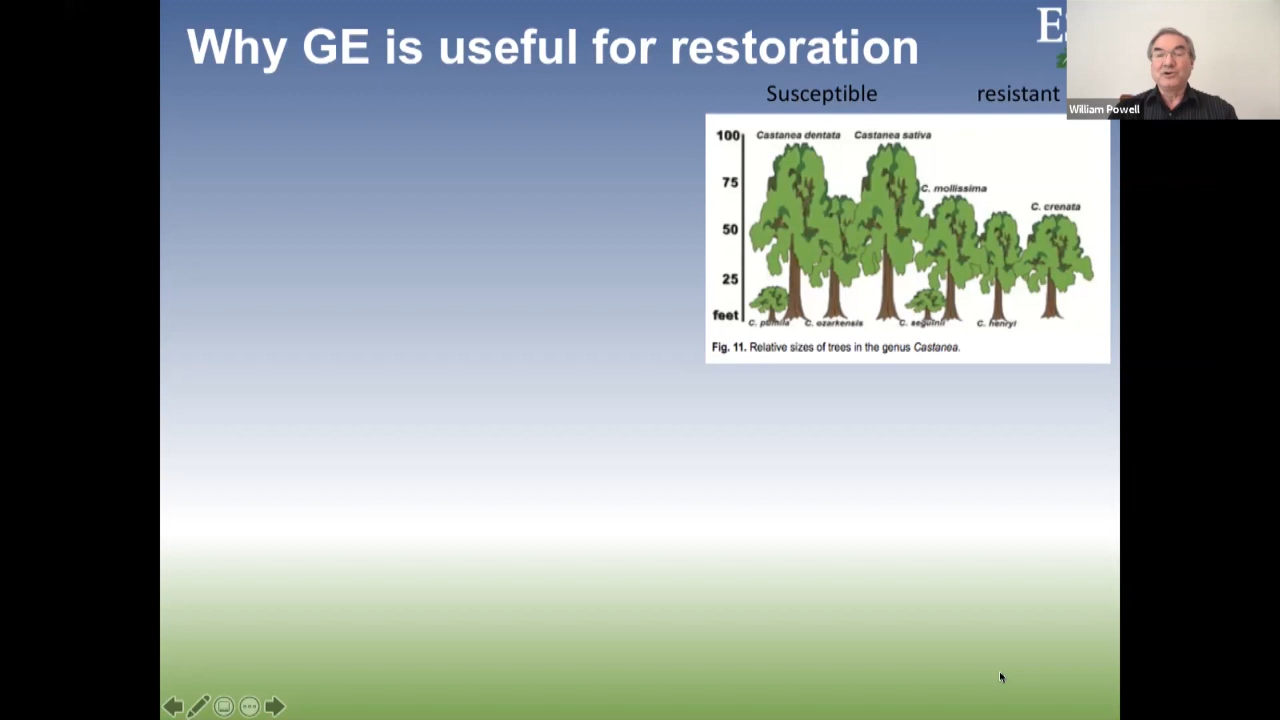 Why GE is useful for restoration
Susceptible resistant
William Powell
100
Castanea dentata Castanea sativa
75
C. mollissima
C. crenata
50
25
feet
C. pumila C. ozarkensis C. seguinii C. henryi
Fig. 11. Relative sizes of trees in the genus Castanea.